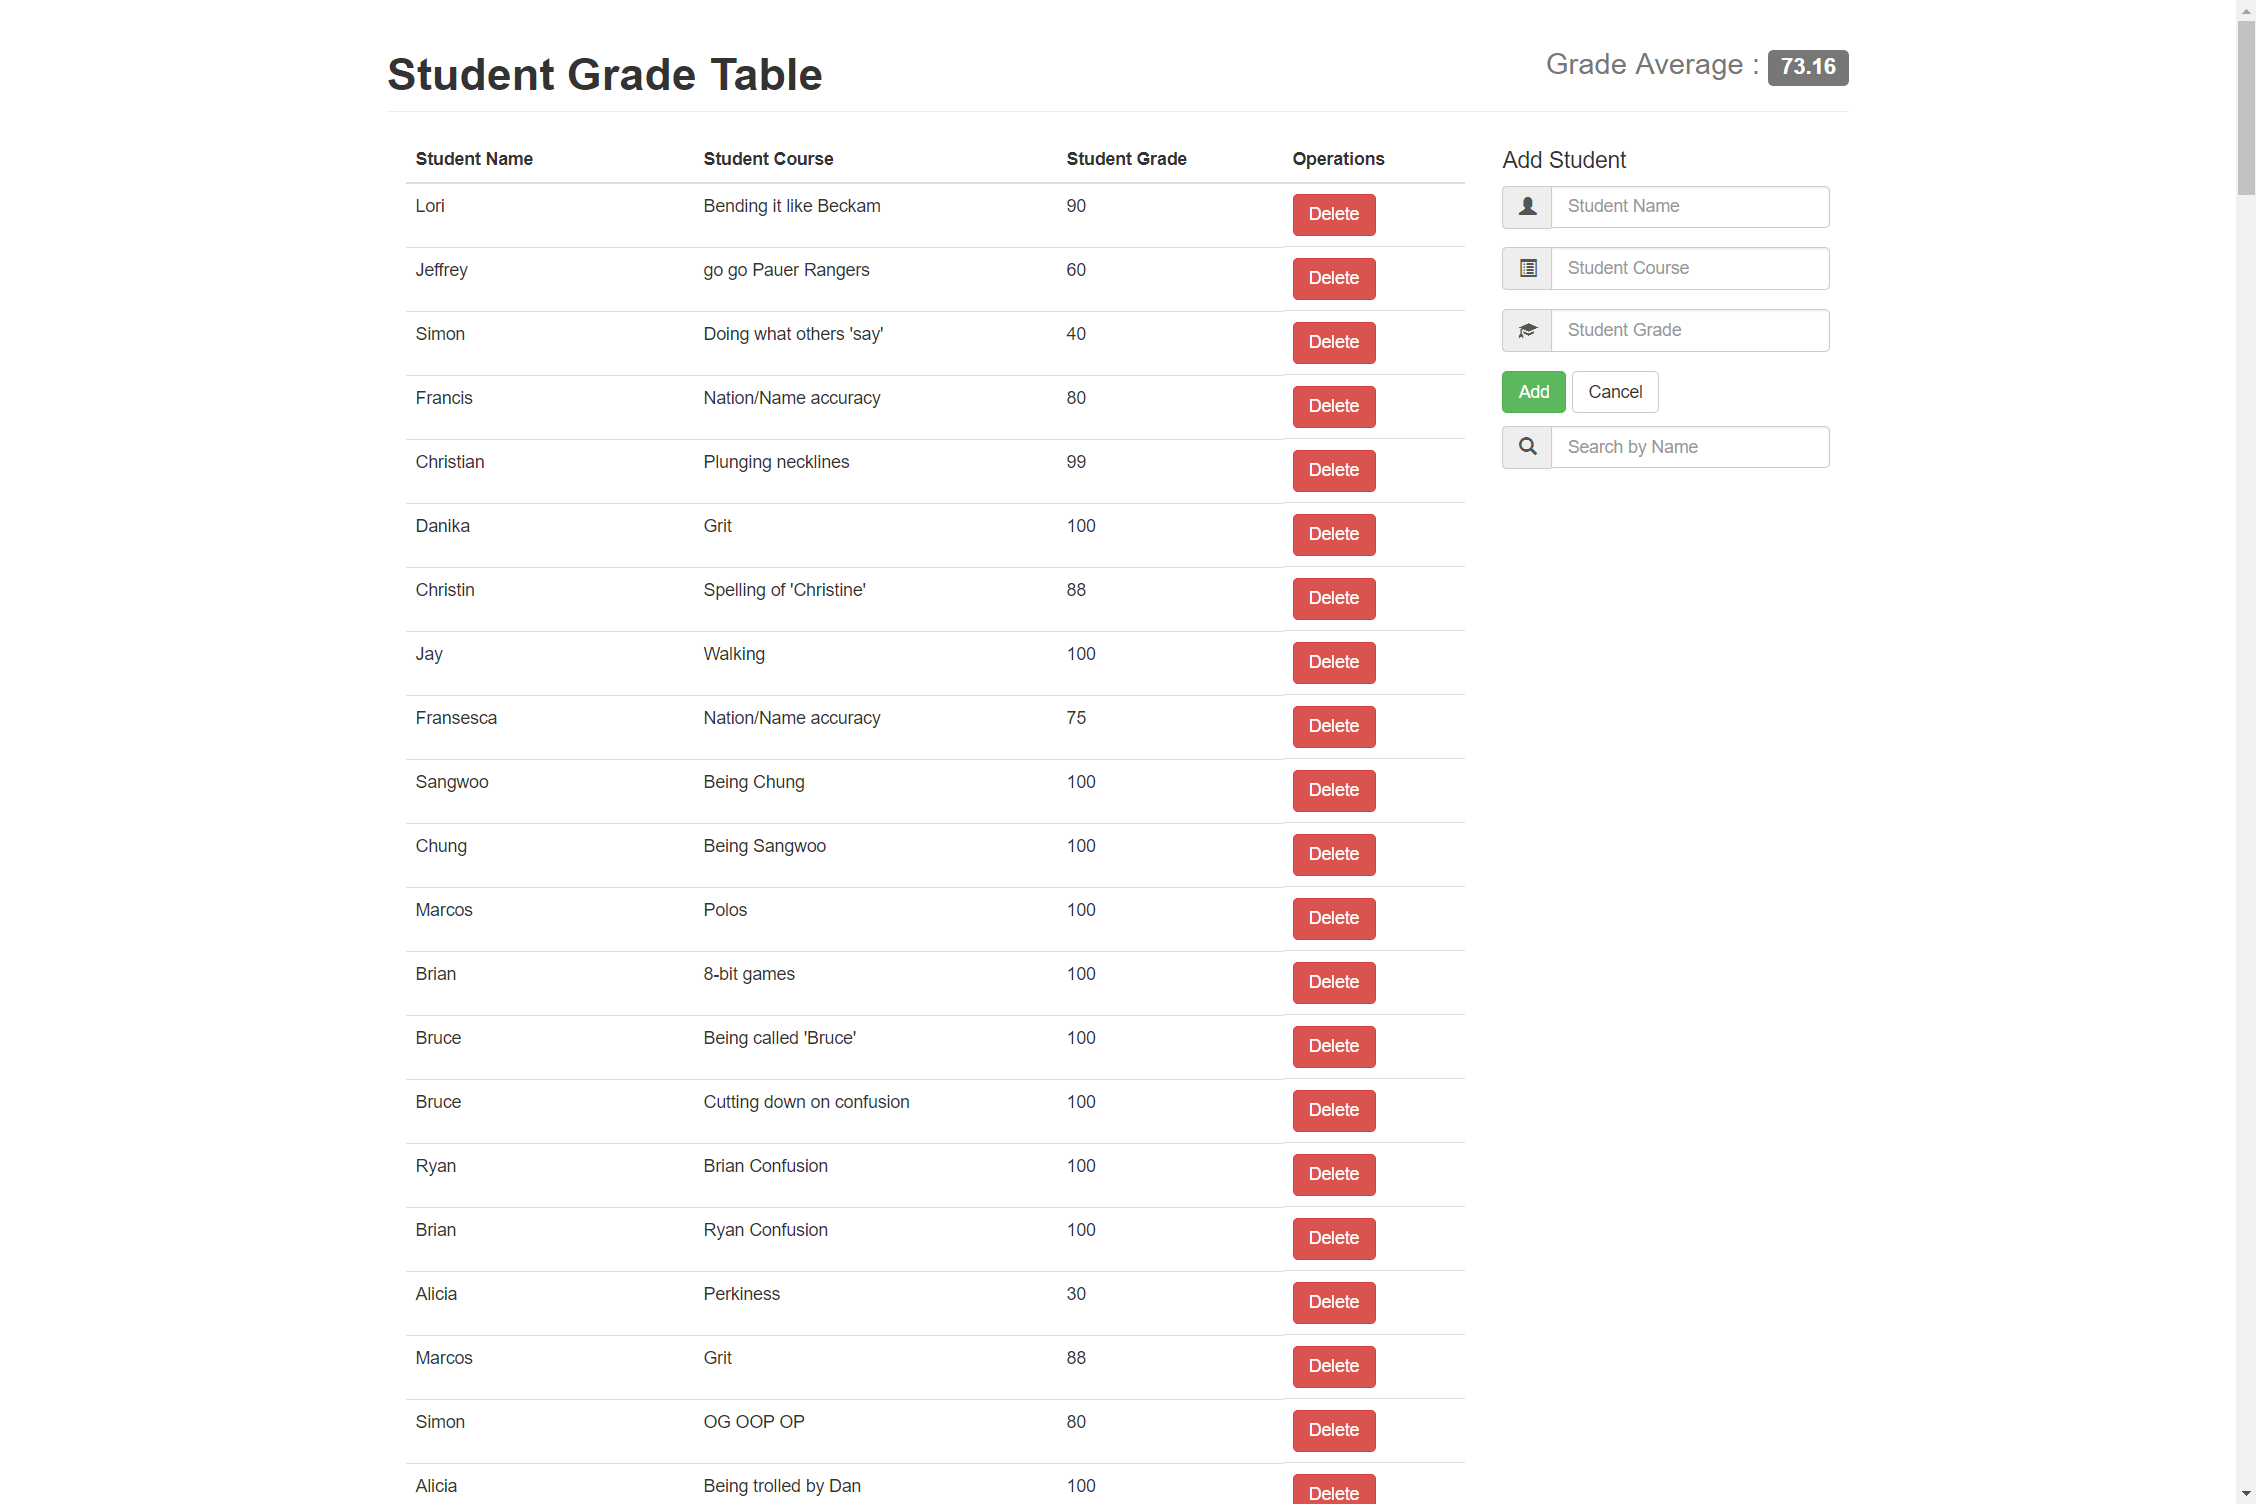 Student Grade Table
Grade Average : 73.16
Student Name Student Course Student Grade Operations
Lori Bending it like Beckam 90 Delete
Jeffrey go go Pauer Rangers 60 Delete
Simon Doing what others 'say' 40 Delete
Francis Nation/Name accuracy 80 Delete
Christian Plunging necklines 99 Delete
Danika Grit 100 Delete
Christin Spelling of 'Christine' 88 Delete
Jay Walking 100 Delete
Fransesca Nation/Name accuracy 75 Delete
Sangwoo Being Chung 100 Delete
Chung Being Sangwoo 100 Delete
Marcos Polos 100 Delete
Brian 8-bit games 100 Delete
Bruce Being called 'Bruce' 100 Delete
Bruce Cutting down on confusion 100 Delete
Ryan Brian Confusion 100 Delete
Brian Ryan Confusion 100 Delete
Alicia Perkiness 30 Delete
Marcos Grit 88 Delete
Simon OG OOP OP 80 Delete
Alicia Being trolled by Dan 100 Delete
Add Student
Student Name
Student Course
Student Grade
Add Cancel
Search by Name